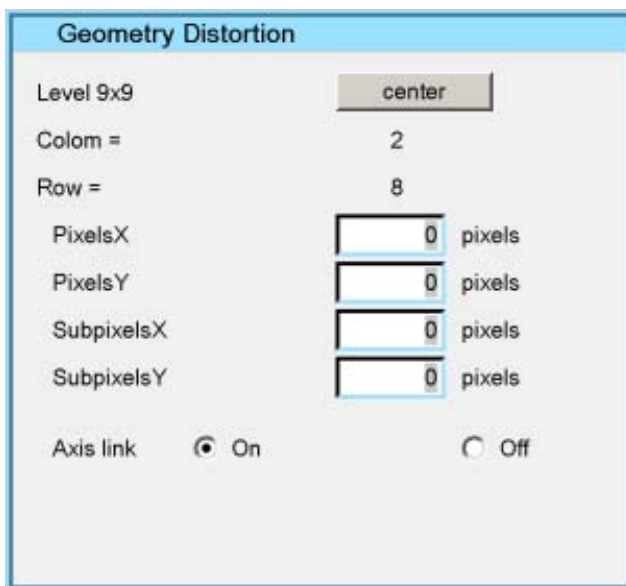 Geometry Distortion
Level 9x9 center
Colom = 2
Row = 8
PixelsX 0 pixels
PixelsY 0 pixels
SubpixelsX 0 pixels
SubpixelsY 0 pixels
Axis link On Off